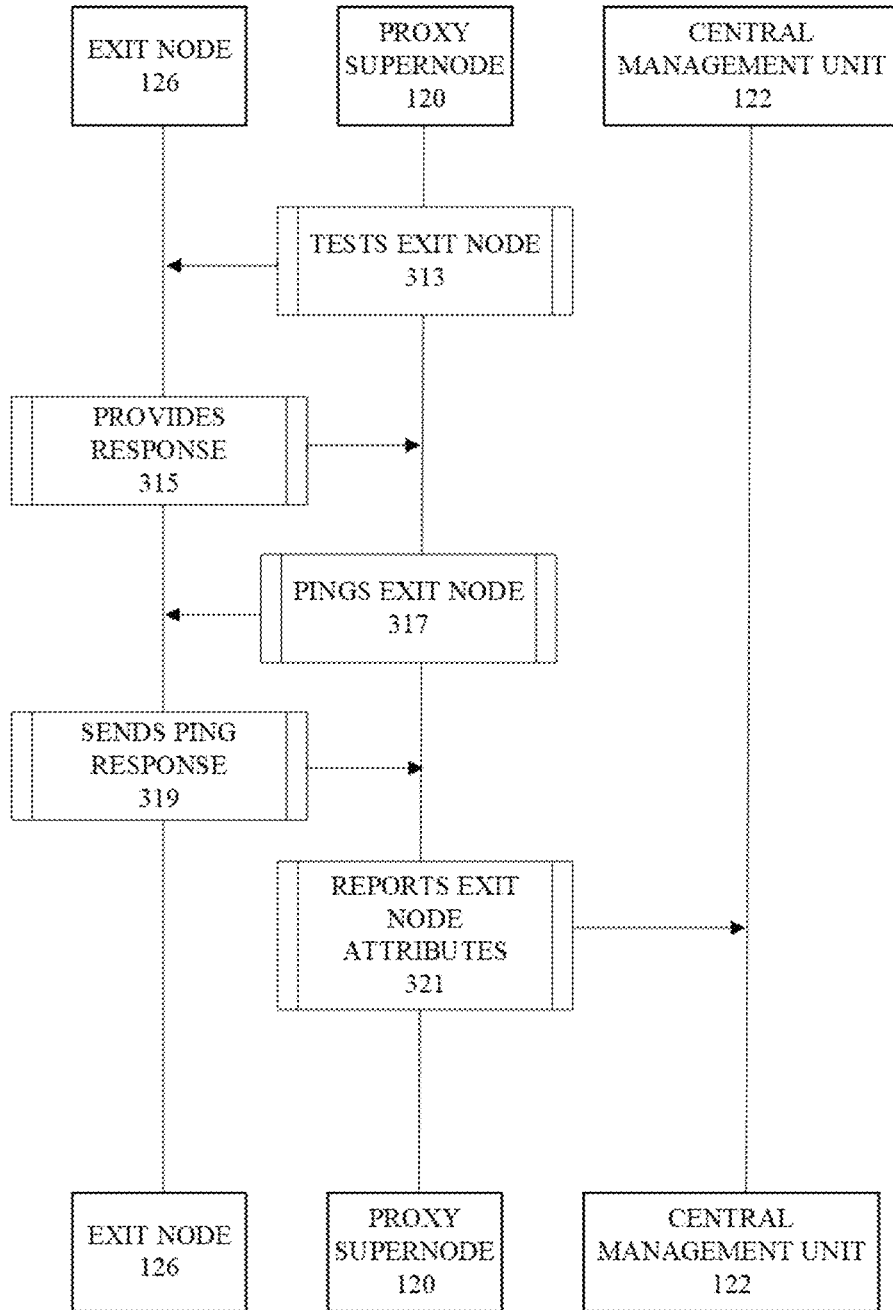 EXIT NODE
126
PROXY
SUPERNODE
120
CENTRAL
MANAGEMENT UNIT
122
TESTS EXIT NODE
313
PROVIDES
RESPONSE
315
PINGS EXIT NODE
317
SENDS PING
RESPONSE
319
REPORTS EXIT
NODE
ATTRIBUTES
321
EXIT NODE
126
PROXY
SUPERNODE
120
CENTRAL
MANAGEMENT UNIT
122